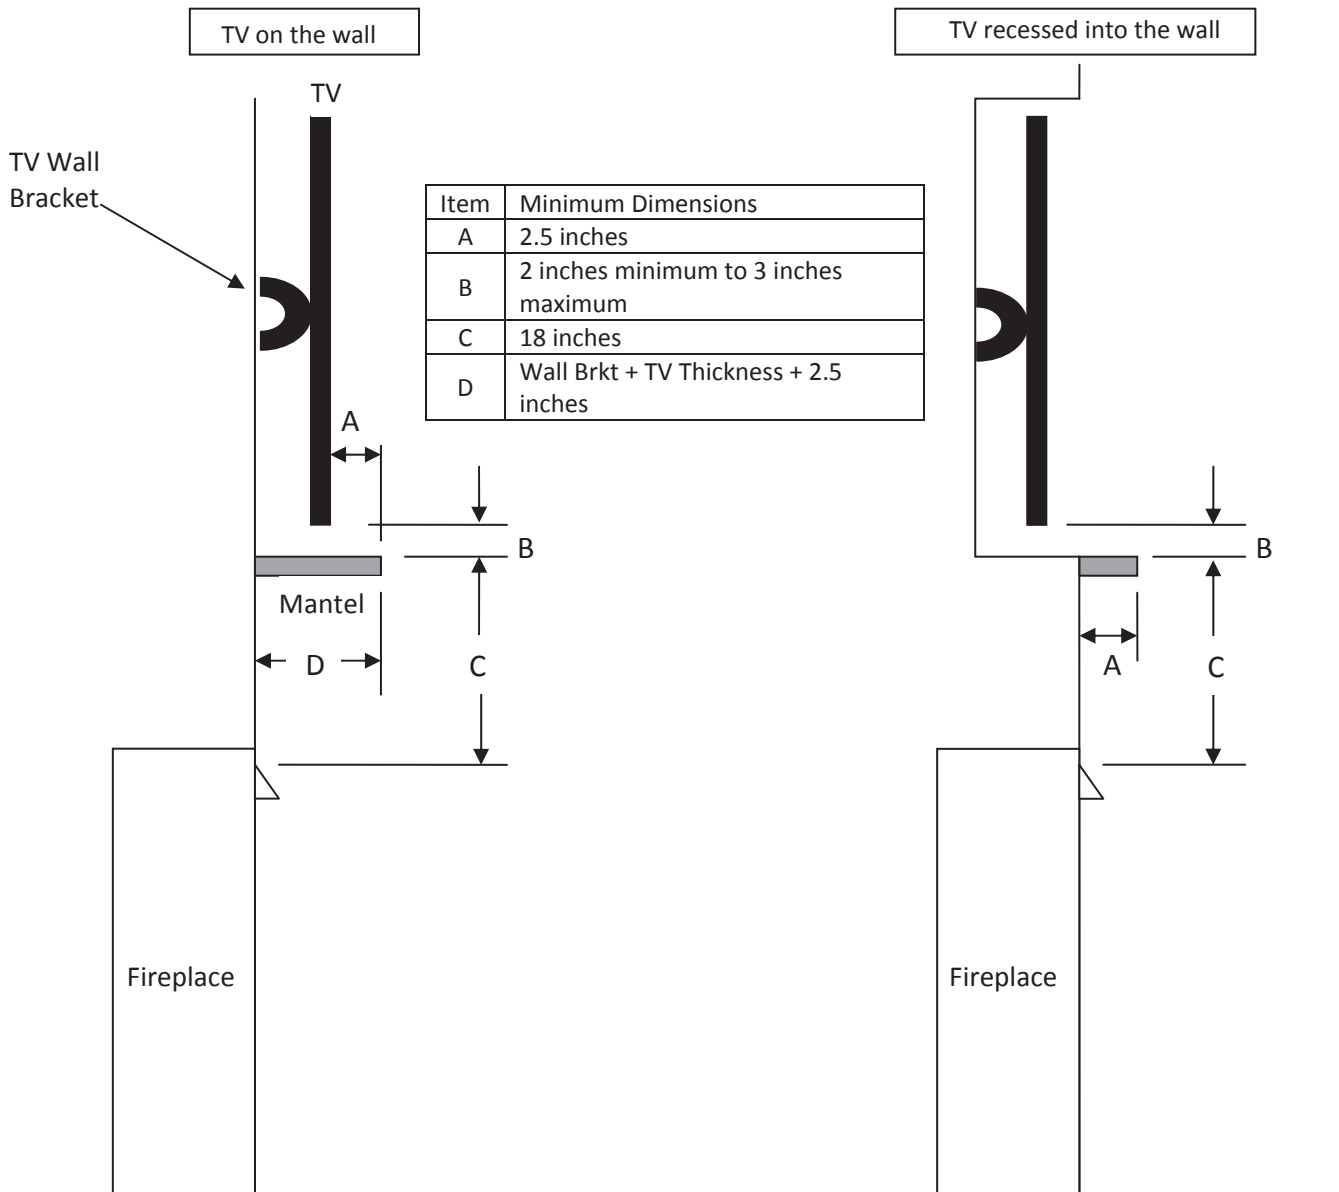 TV on the wall
TV recessed into the wall
TV
TV Wall
Bracket
Item Minimum Dimensions
A 2.5 inches
B 2 inches minimum to 3 inches
maximum
C 18 inches
D Wall Brkt + TV Thickness + 2.5
inches
A
B
Mantel
D
C
Fireplace
B
A
C
Fireplace